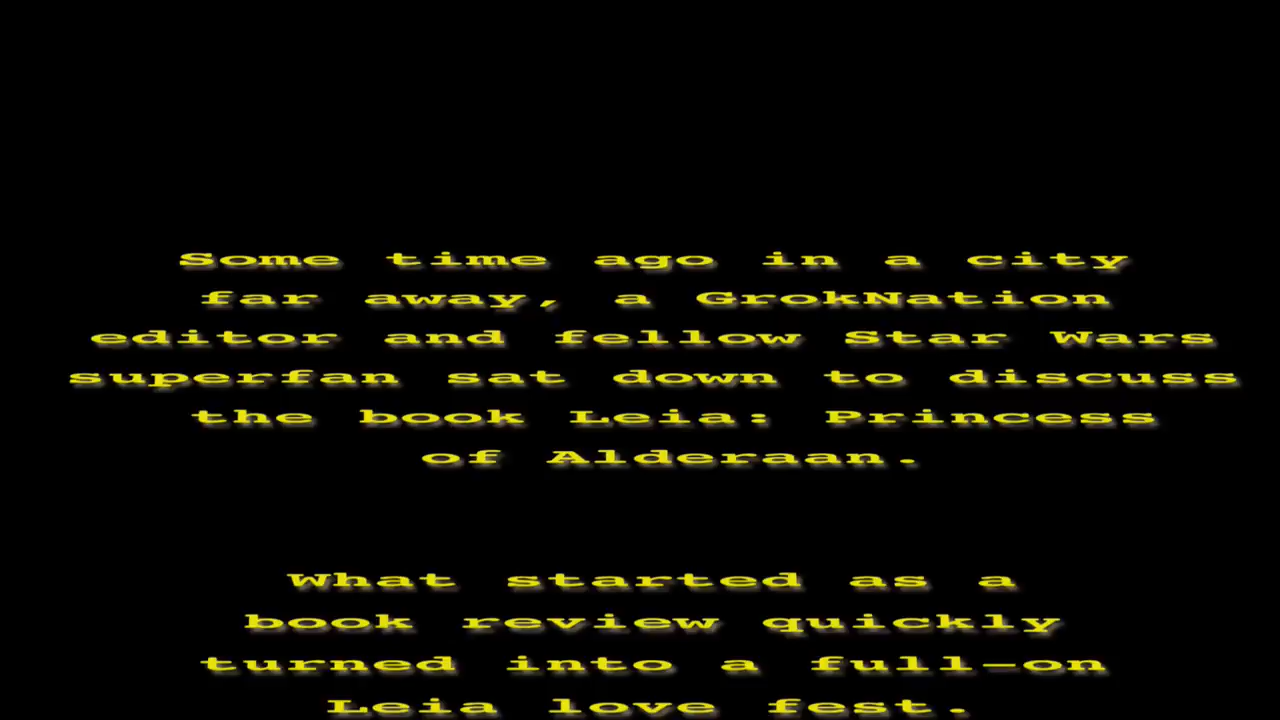 Some time ago in a city
far away, a GrokNation
editor and fellow Star Wars
superfan sat down to discuss
the book Leia: Princess
of Alderaan.
What started as a
book review quickly
turned into a full-on
Leia love fest.